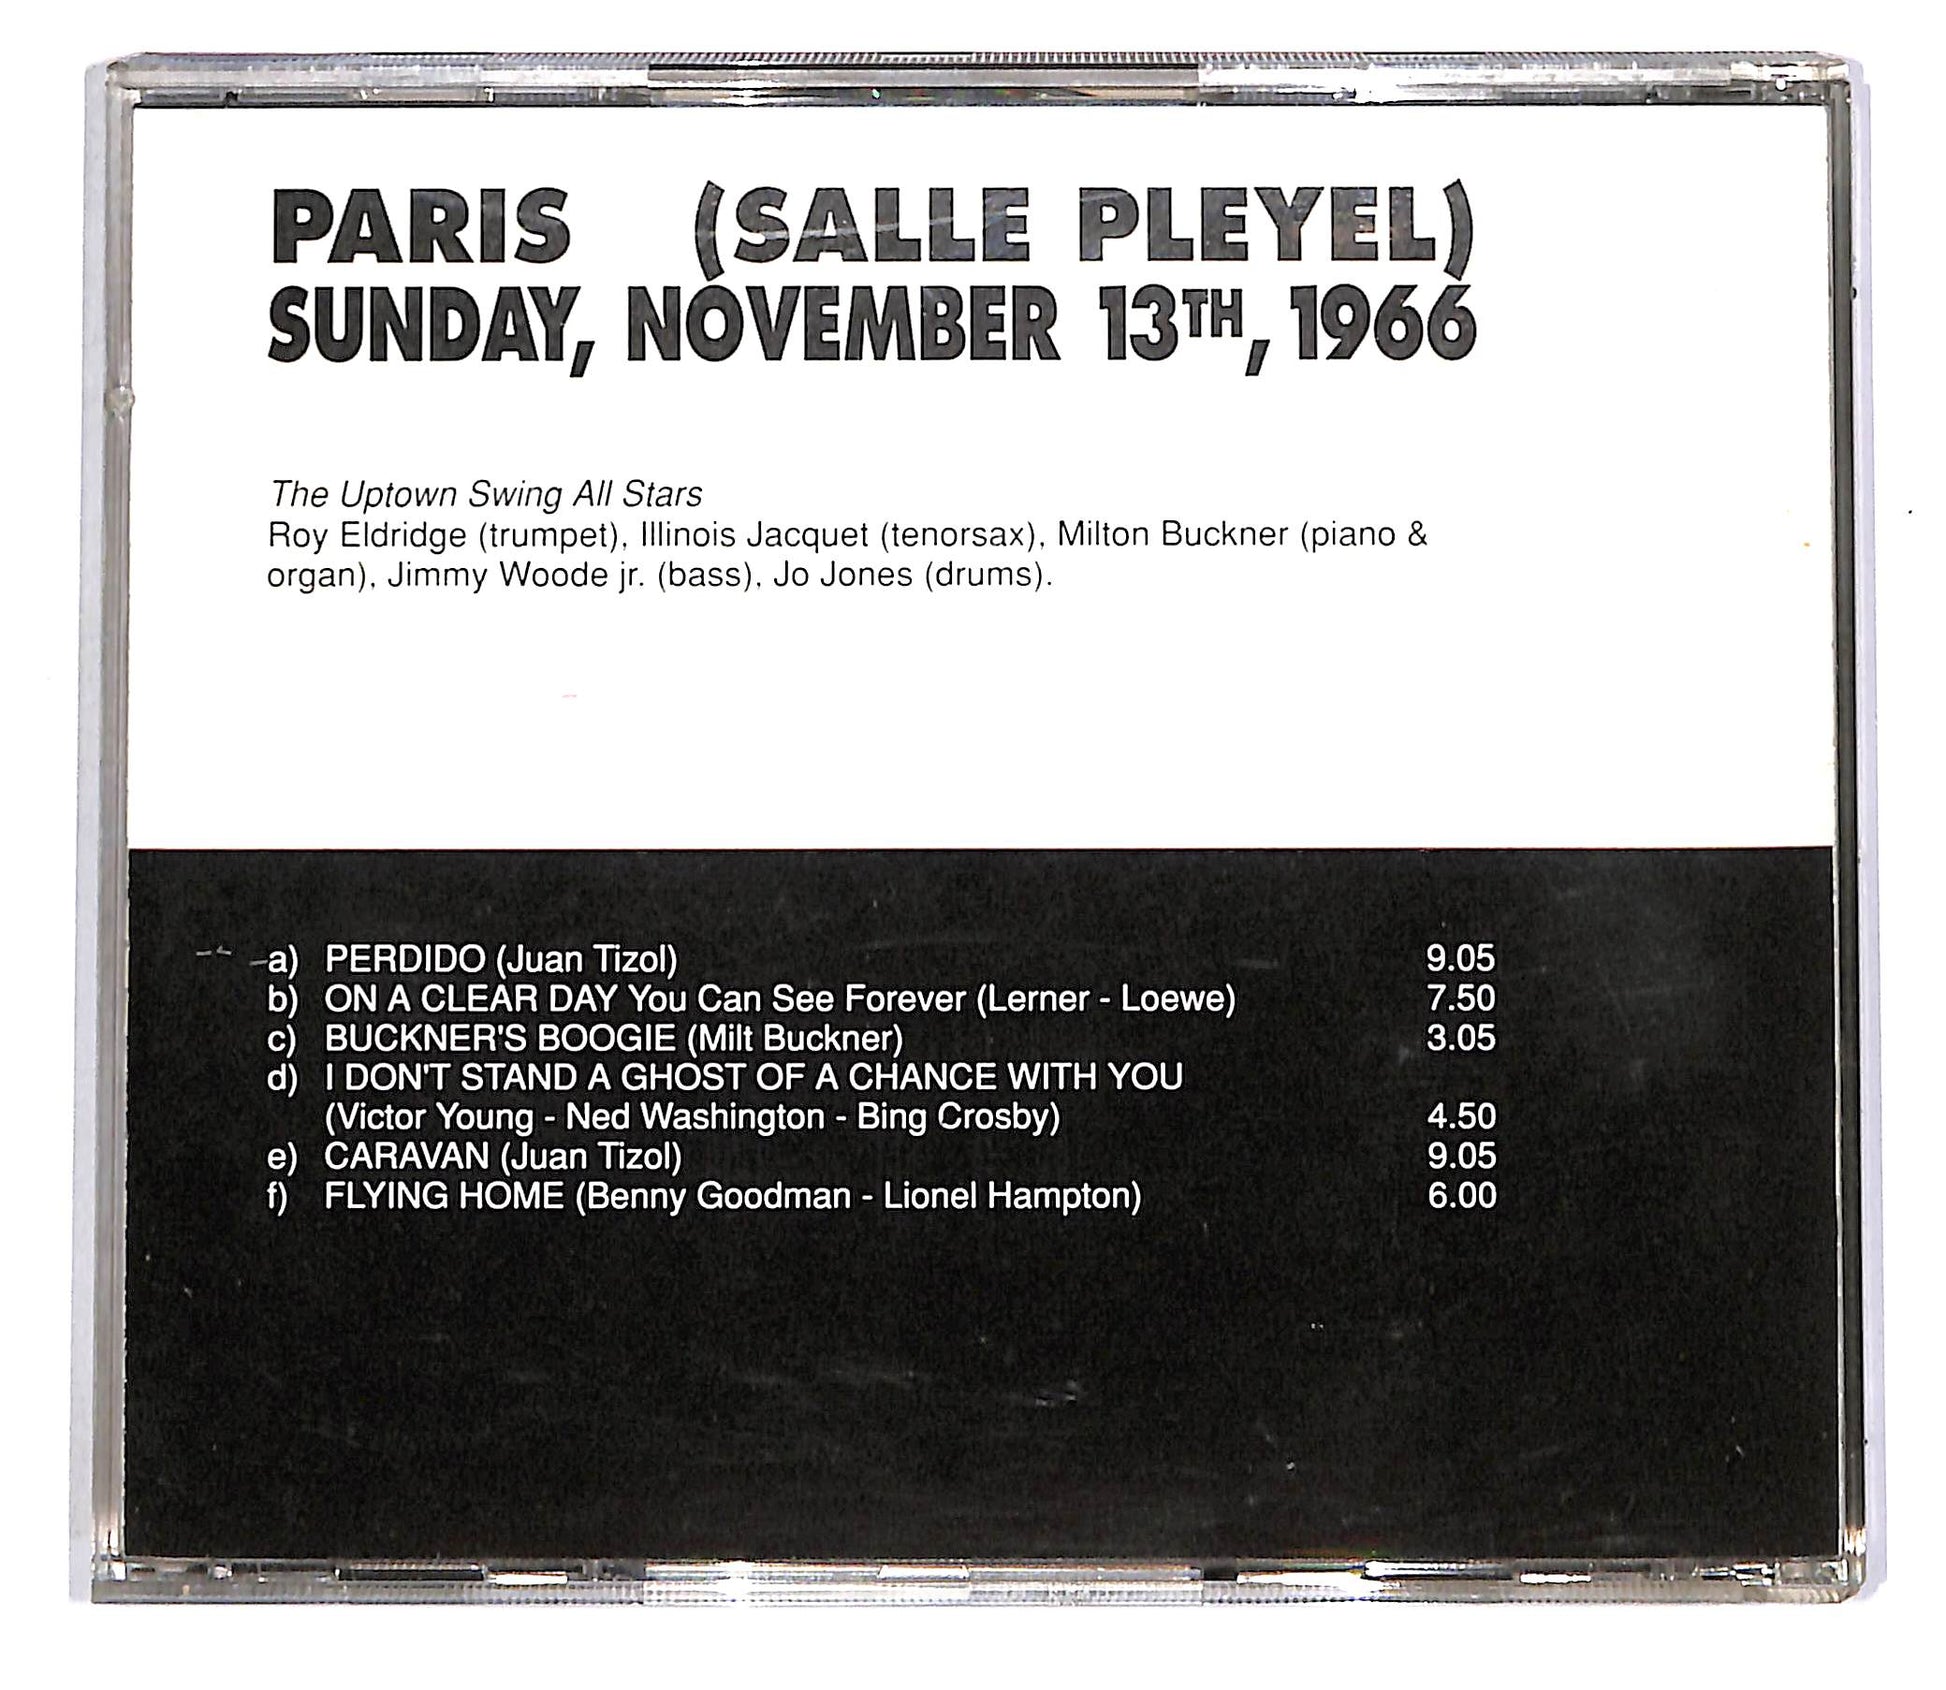 PARIS (SALLE PLEYEL)
SUNDAY, NOVEMBER 13TH, 1966
The Uptown Swing All Stars
Roy Eldridge (trumpet), Illinois Jacquet (tenorsax), Milton Buckner (piano &
organ), Jimmy Woode jr. (bass), Jo Jones (drums).
a) PERDIDO (Juan Tizol) 9.05
b) ON A CLEAR DAY You Can See Forever (Lerner - Loewe) 7.50
c) BUCKNER'S BOOGIE (Milt Buckner) 3.05
d) I DON'T STAND A GHOST OF A CHANCE WITH YOU
(Victor Young - Ned Washington - Bing Crosby) 4.50
e) CARAVAN (Juan Tizol) 9.05
f) FLYING HOME (Benny Goodman - Lionel Hampton) 6.00